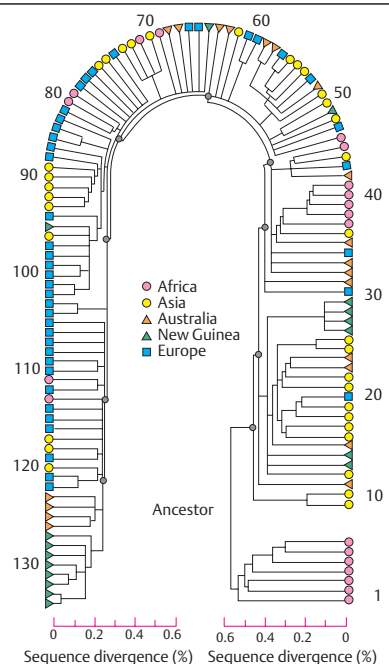 70
60
80
50
90
40
100
Africa
Asia
Australia
30
New Guinea
Europe
110
20
120
Ancestor
10
130
1
0 0.2 0.4 0.6
0.6 0.4 0.2 0
Sequence divergence (%)
Sequence divergence (%)